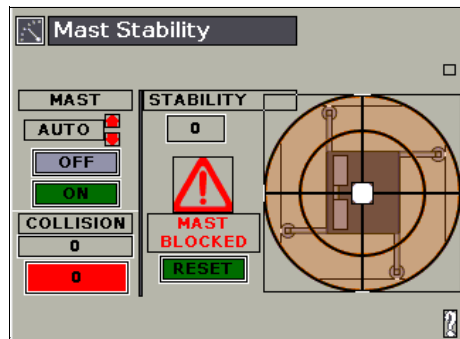 Mast Stability
MAST
AUTO
OFF
ON
COLLISION
0
0
STABILITY
0
MAST
BLOCKED
RESET